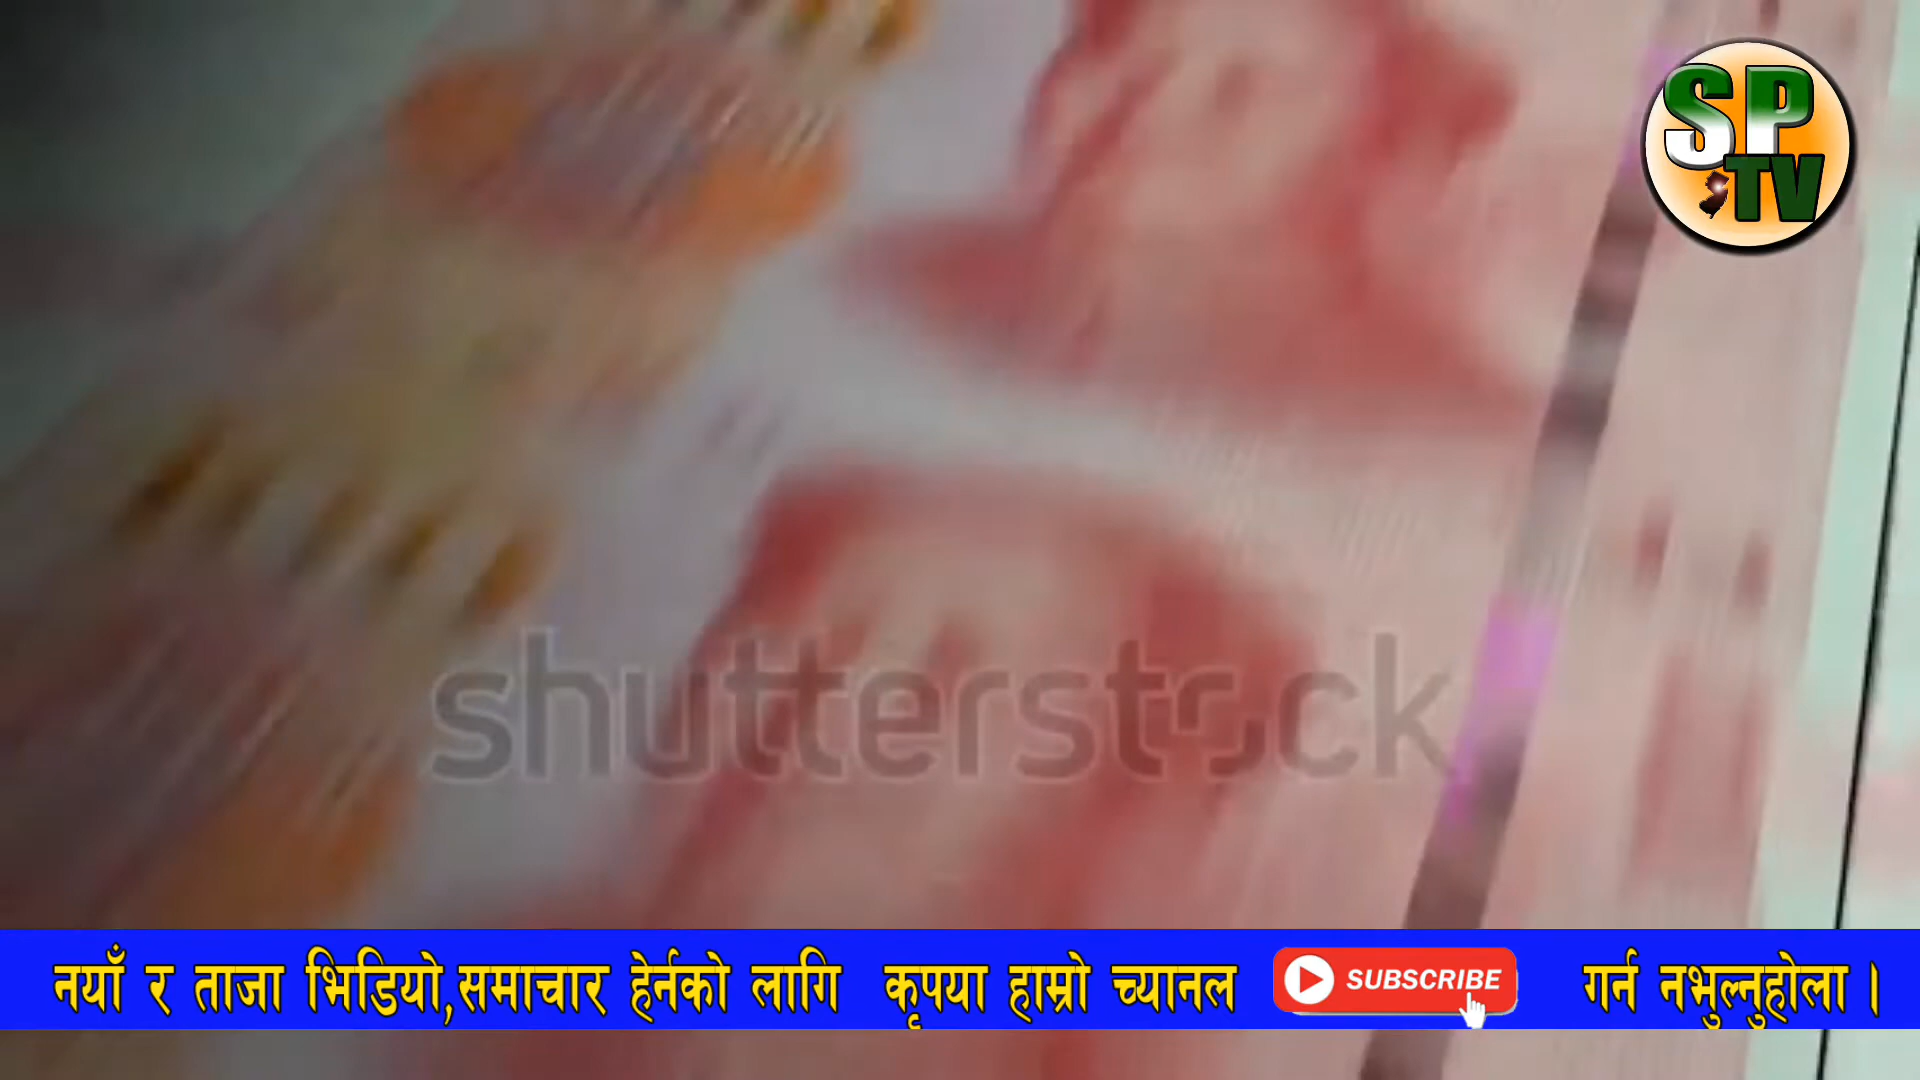 SP
TV
shutterstock
नयाँ र ताजा भिडियो,समाचार हेर्नको लागि कृपया हाम्रो च्यानल SUBSCRIBE गर्न नभुल्नुहोला ।